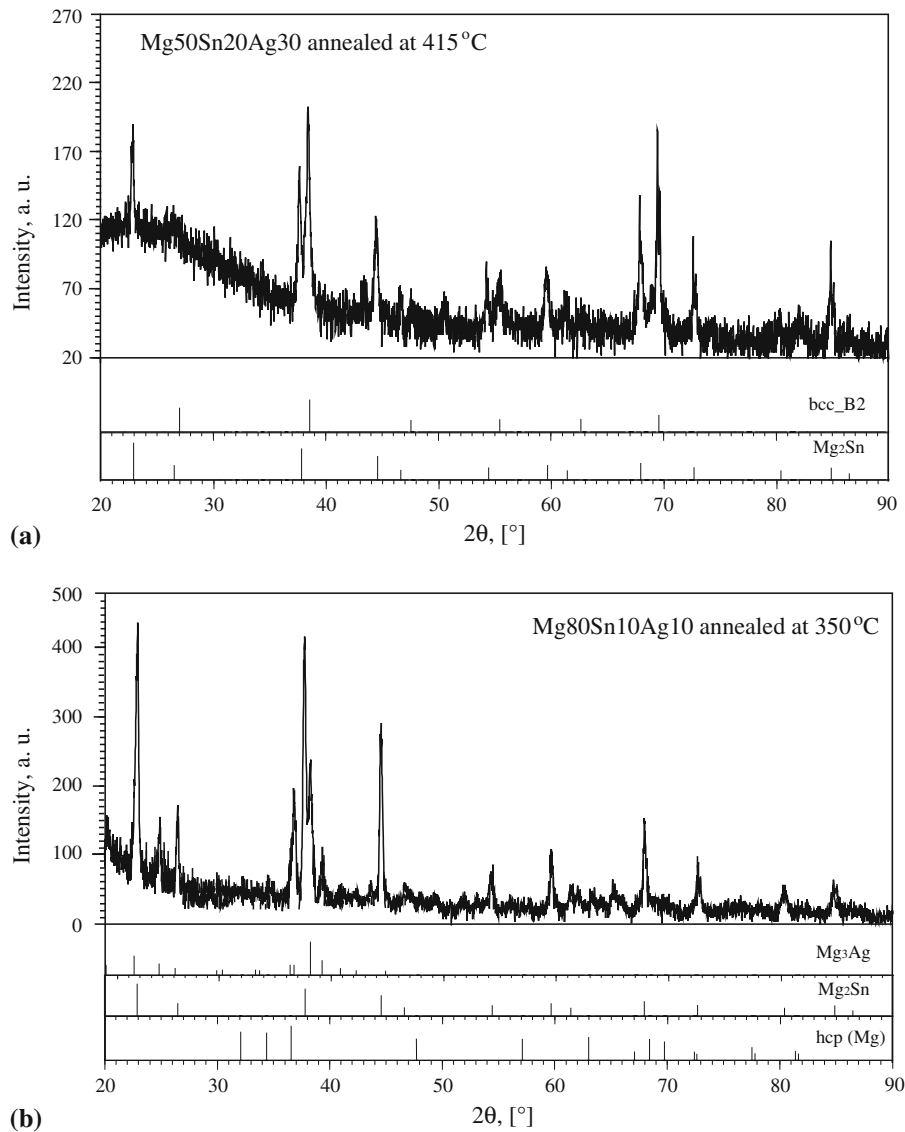 270
Mg50Sn20Ag30 annealed at 415°C
220
170
120
70
20
Intensity, a. u.
bcc_B2
Mg2Sn
20 30 40 50 60 70 80 90
(a)
2θ, [°]
500
Mg80Sn10Ag10 annealed at 350°C
400
300
200
100
0
Intensity, a. u.
Mg3Ag
Mg2Sn
hcp (Mg)
20 30 40 50 60 70 80 90
(b)
2θ, [°]